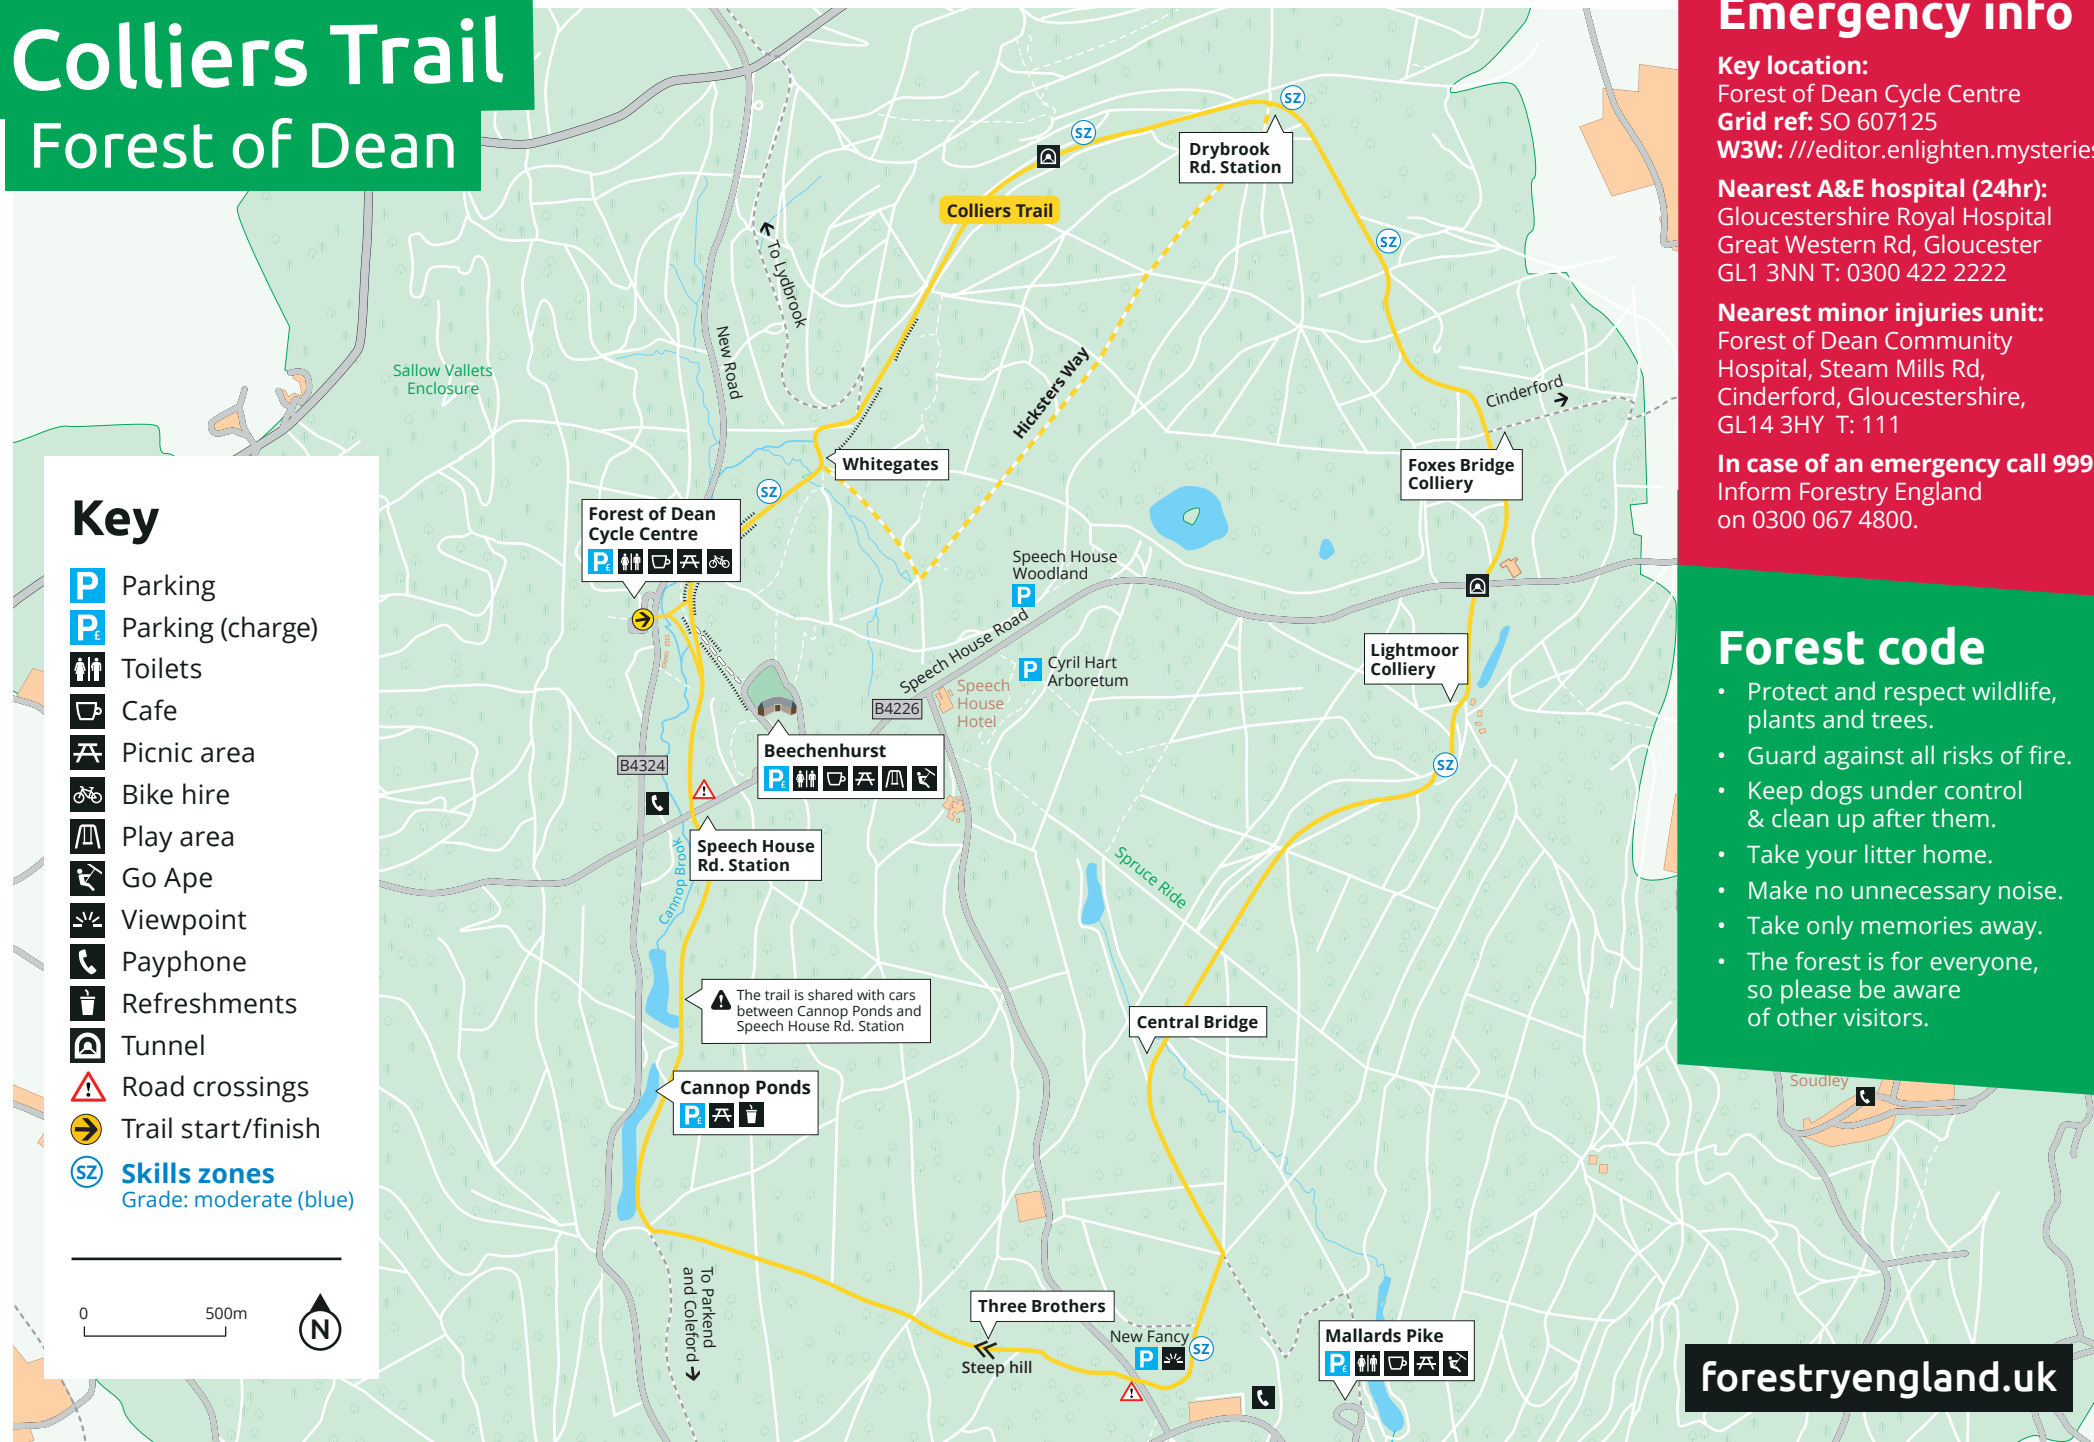 Colliers Trail
Forest of Dean
Emergency info
Key location:
Forest of Dean Cycle Centre
Grid ref: SO 607125
W3W: ///editor.enlighten.mysteries
Nearest A&E hospital (24hr):
Gloucestershire Royal Hospital
Great Western Rd, Gloucester
GL1 3NN T: 0300 422 2222
Nearest minor injuries unit:
Forest of Dean Community
Hospital, Steam Mills Rd,
Cinderford, Gloucestershire,
GL14 3HY T: 111
In case of an emergency call 999
Inform Forestry England
on 0300 067 4800.
Forest code
• Protect and respect wildlife,
plants and trees.
• Guard against all risks of fire.
• Keep dogs under control
& clean up after them.
• Take your litter home.
• Make no unnecessary noise.
• Take only memories away.
• The forest is for everyone,
so please be aware
of other visitors.
forestryengland.uk
Key
P Parking
P£ Parking (charge)
Toilets
Cafe
Picnic area
Bike hire
Play area
Go Ape
Viewpoint
Payphone
Refreshments
Tunnel
Road crossings
Trail start/finish
SZ Skills zones
Grade: moderate (blue)
0 500m
N
SZ
SZ
Drybrook
Rd. Station
Colliers Trail
SZ
To Lydbrook
New Road
Sallow Vallets
Enclosure
Hicksters Way
Cinderford
Whitegates
Foxes Bridge
Colliery
SZ
Forest of Dean
Cycle Centre
P£
Speech House
Woodland
P
Speech House Road
Lightmoor
Colliery
P
Cyril Hart
Arboretum
Speech
House
Hotel
B4226
Beechenhurst
P£
B4324
SZ
Speech House
Rd. Station
Cannop Brook
Spruce Ride
The trail is shared with cars
between Cannop Ponds and
Speech House Rd. Station
Central Bridge
Cannop Ponds
P£
Soudley
To Parkend
and Coleford
Three Brothers
Steep hill
New Fancy
P
SZ
Mallards Pike
P£